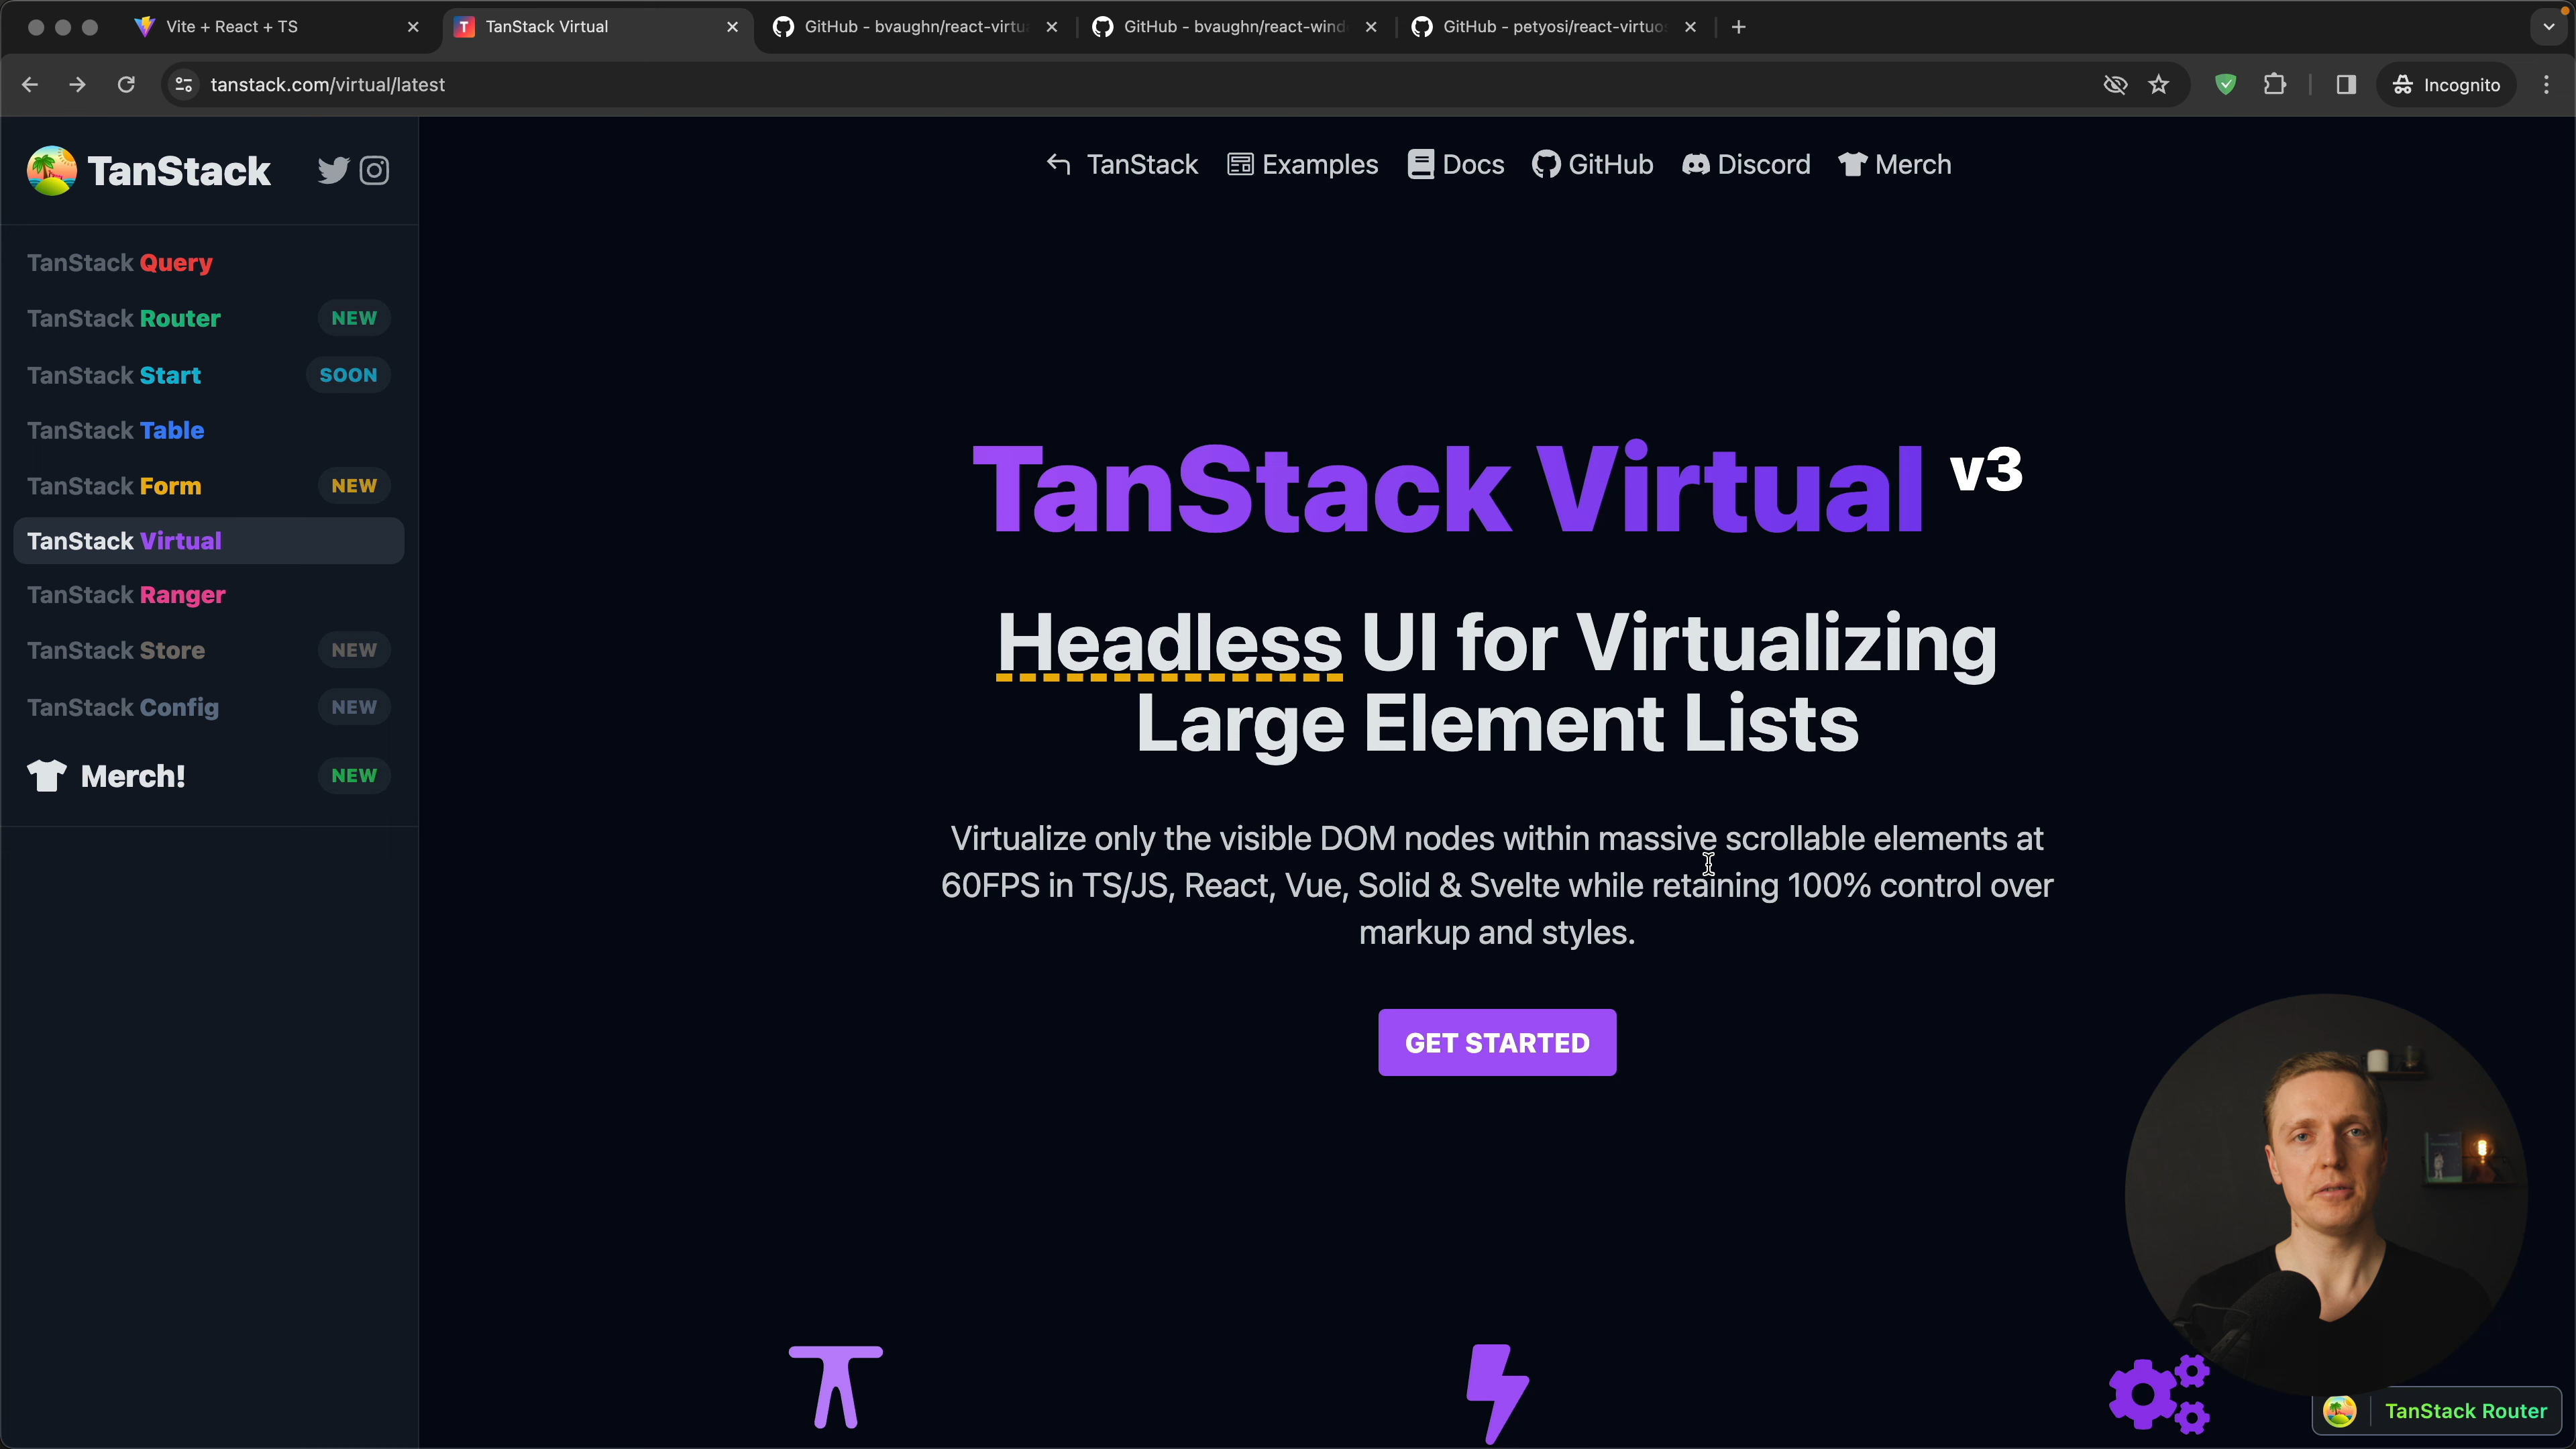 Vite + React + TS
TanStack Virtual
GitHub - bvaughn/react-virtu
GitHub - bvaughn/react-wind
GitHub - petyosi/react-virtuos
tanstack.com/virtual/latest
Incognito
TanStack
TanStack Query
TanStack Router NEW
TanStack Start SOON
TanStack Table
TanStack Form NEW
TanStack Virtual
TanStack Ranger
TanStack Store NEW
TanStack Config NEW
Merch! NEW
TanStack Examples Docs GitHub Discord Merch
TanStack Virtual v3
Headless UI for Virtualizing
Large Element Lists
Virtualize only the visible DOM nodes within massive scrollable elements at
60FPS in TS/JS, React, Vue, Solid & Svelte while retaining 100% control over
markup and styles.
GET STARTED
TanStack Router